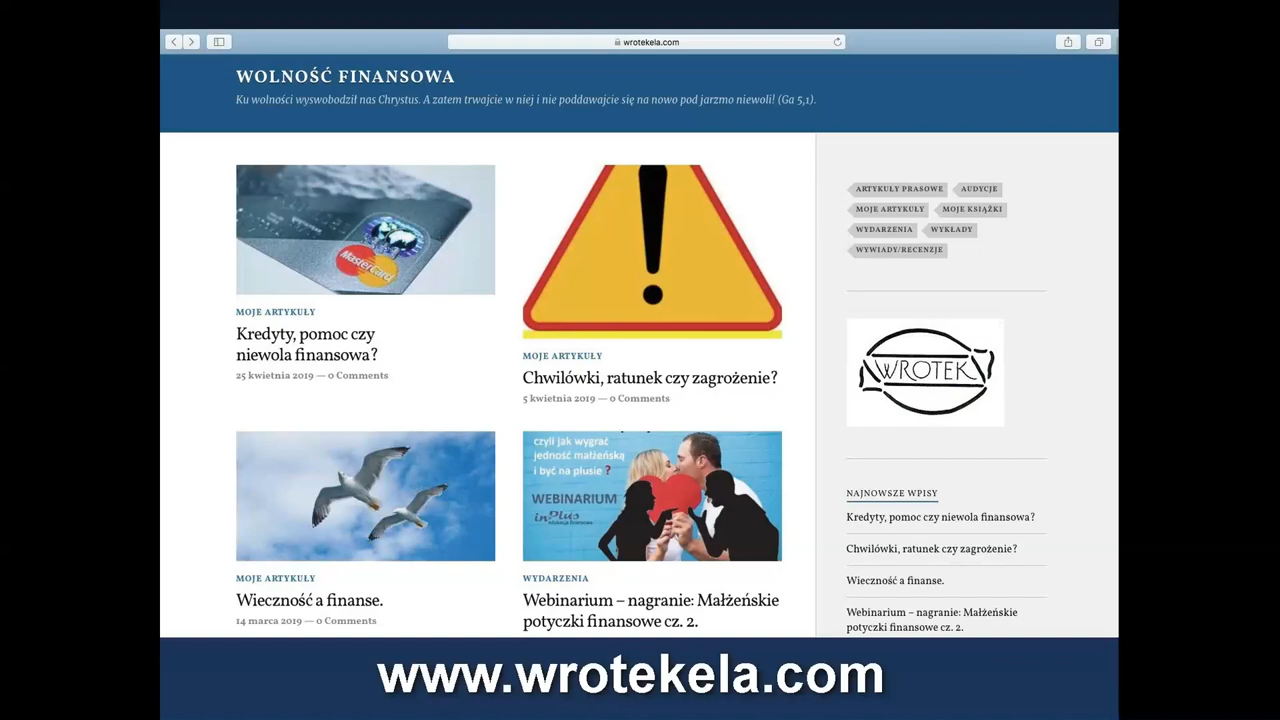 wrotekela.com
WOLNOŚĆ FINANSOWA
Ku wolności wyswobodził nas Chrystus. A zatem trwajcie w niej i nie poddawajcie się na nowo pod jarzmo niewoli! (Ga 5,1).
MasterCard
MOJE ARTYKUŁY
Kredyty, pomoc czy
niewola finansowa?
25 kwietnia 2019 — 0 Comments
MOJE ARTYKUŁY
Chwilówki, ratunek czy zagrożenie?
5 kwietnia 2019 — 0 Comments
MOJE ARTYKUŁY
Wieczność a finanse.
14 marca 2019 — 0 Comments
czyli jak wygrać
jedność małżeńską
i być na plusie ?
WEBINARIUM
inPlus
edukacja finansowa
WYDARZENIA
Webinarium – nagranie: Małżeńskie
potyczki finansowe cz. 2.
ARTYKUŁY PRASOWE AUDYCJE
MOJE ARTYKUŁY MOJE KSIĄŻKI
WYDARZENIA WYKŁADY
WYWIADY/RECENZJE
WROTEK
NAJNOWSZE WPISY
Kredyty, pomoc czy niewola finansowa?
Chwilówki, ratunek czy zagrożenie?
Wieczność a finanse.
Webinarium – nagranie: Małżeńskie
potyczki finansowe cz. 2.
www.wrotekela.com